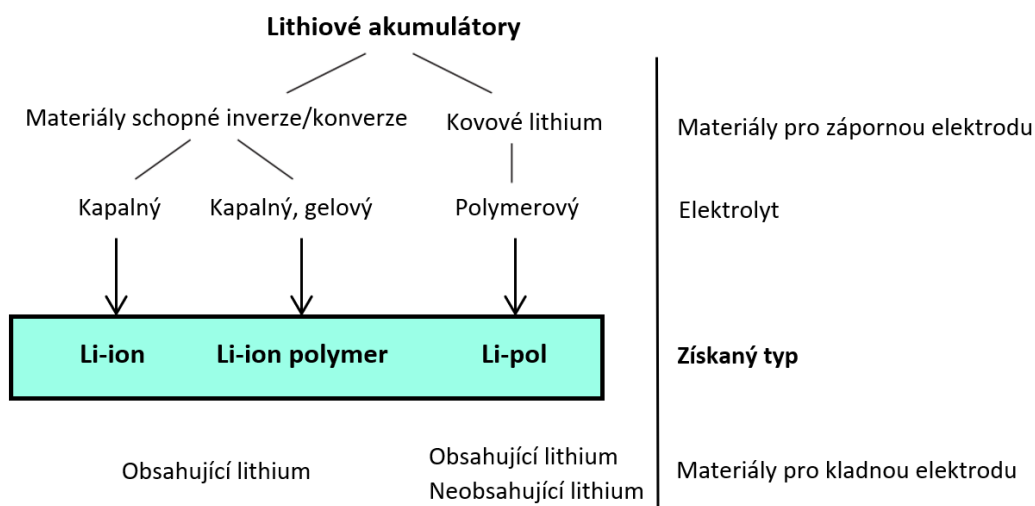 Lithiové akumulátory
Materiály schopné inverze/konverze
Kovové lithium
Materiály pro zápornou elektrodu
Kapalný
Kapalný, gelový
Polymerový
Elektrolyt
Li-ion
Li-ion polymer
Li-pol
Získaný typ
Obsahující lithium
Obsahující lithium
Neobsahující lithium
Materiály pro kladnou elektrodu